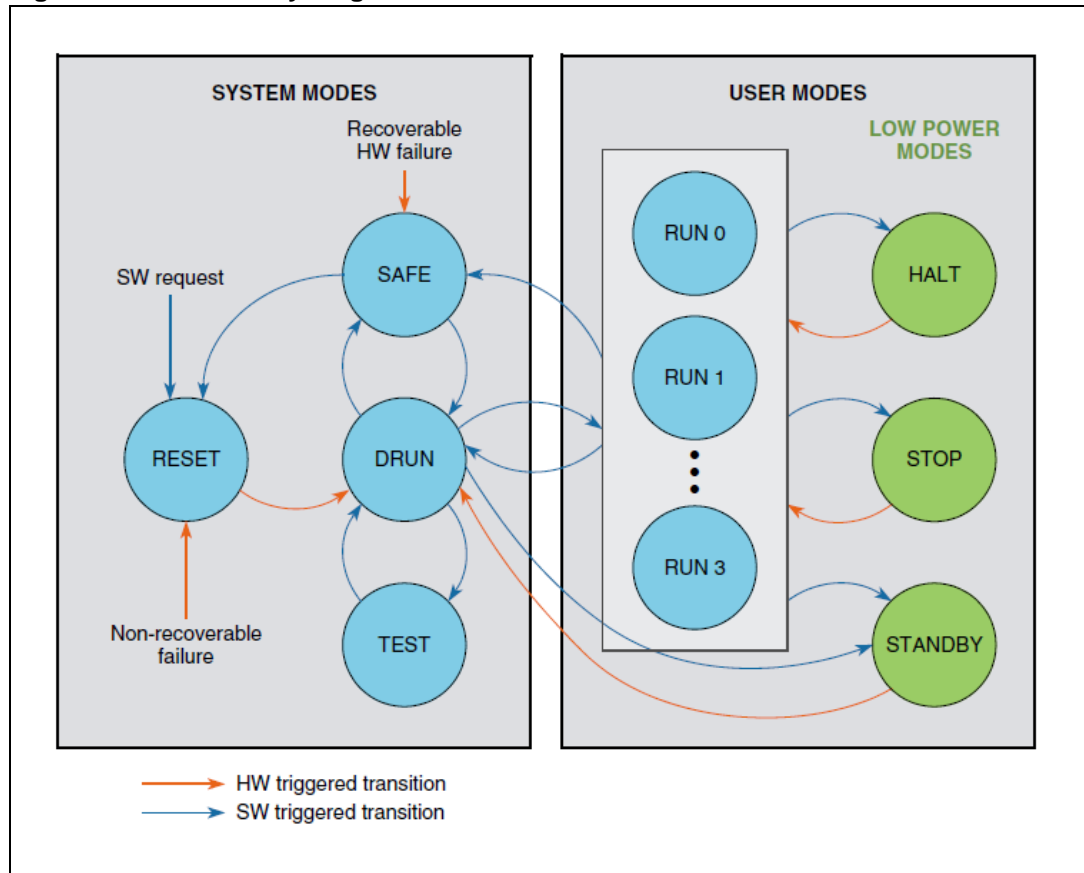 SYSTEM MODES
Recoverable
HW failure
SAFE
SW request
RESET
DRUN
Non-recoverable
failure
TEST
USER MODES
LOW POWER
MODES
RUN 0
HALT
RUN 1
STOP
RUN 3
STANDBY
HW triggered transition
SW triggered transition